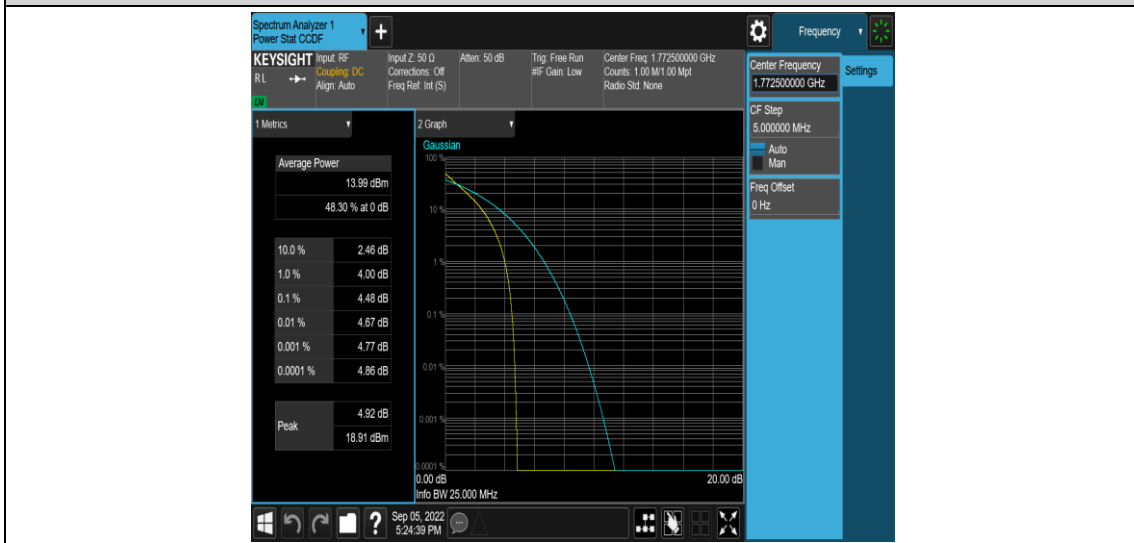 Spectrum Analyzer 1
Power Stat CCDF
+
Frequency
KEYSIGHT
RL
LXI
Input: RF
Coupling: DC
Align: Auto
Input Z: 50 Ω
Corrections: Off
Freq Ref: Int (S)
Atten: 50 dB
Trig: Free Run
#IF Gain: Low
Center Freq: 1.772500000 GHz
Counts: 1.00 M/1.00 Mpt
Radio Std: None
Center Frequency
1.772500000 GHz
Settings
CF Step
5.000000 MHz
Auto
Man
Freq Offset
0 Hz
1 Metrics
Average Power
13.99 dBm
48.30 % at 0 dB
10.0 % 2.46 dB
1.0 % 4.00 dB
0.1 % 4.48 dB
0.01 % 4.67 dB
0.001 % 4.77 dB
0.0001 % 4.86 dB
Peak
4.92 dB
18.91 dBm
2 Graph
Gaussian
100 %
10 %
1 %
0.1 %
0.01 %
0.001 %
0.0001 %
0.00 dB 20.00 dB
Info BW 25.000 MHz
?
Sep 05, 2022
5:24:39 PM